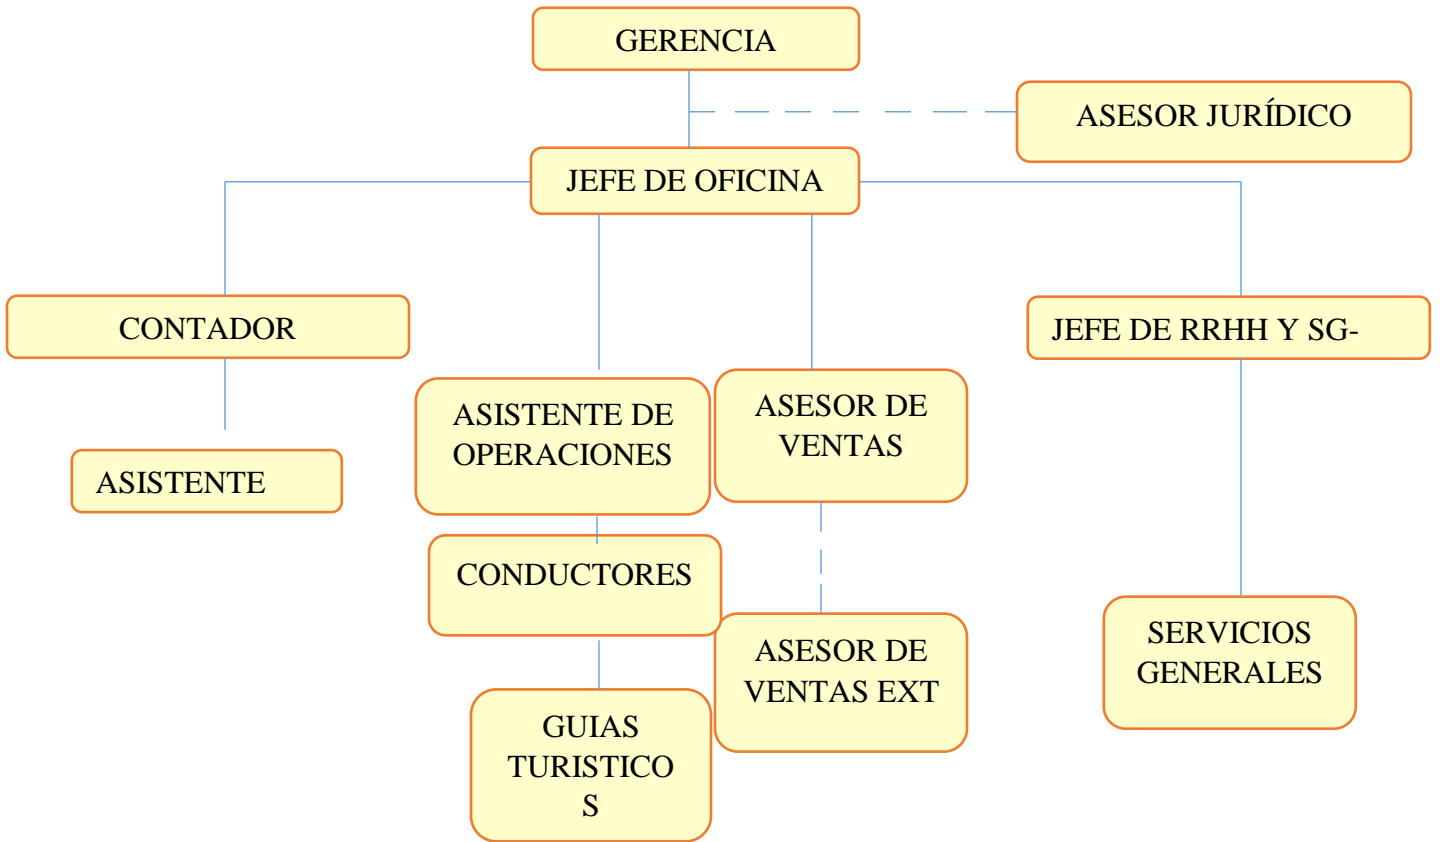 GERENCIA
ASESOR JURÍDICO
JEFE DE OFICINA
CONTADOR
JEFE DE RRHH Y SG-
ASISTENTE DE
OPERACIONES
ASESOR DE
VENTAS
ASISTENTE
CONDUCTORES
ASESOR DE
VENTAS EXT
SERVICIOS
GENERALES
GUIAS
TURISTICO
S